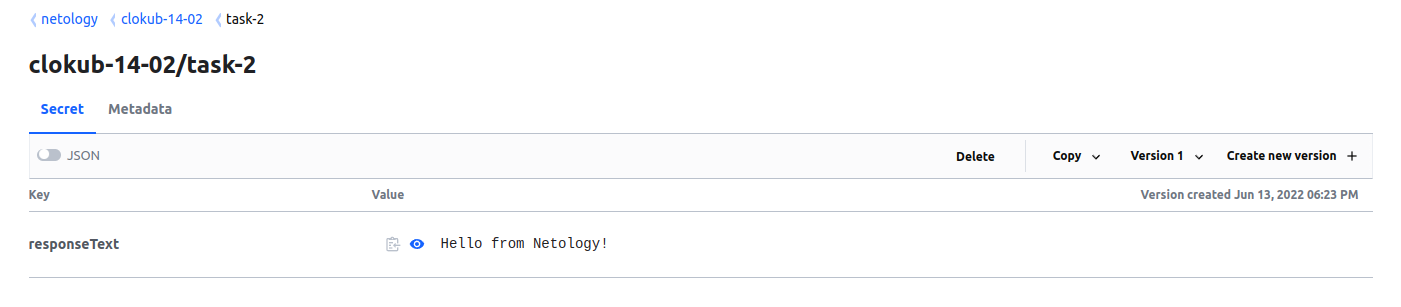 netology clokub-14-02 task-2
clokub-14-02/task-2
Secret Metadata
JSON Delete Copy Version 1 Create new version +
Key Value Version created Jun 13, 2022 06:23 PM
responseText Hello from Netology!